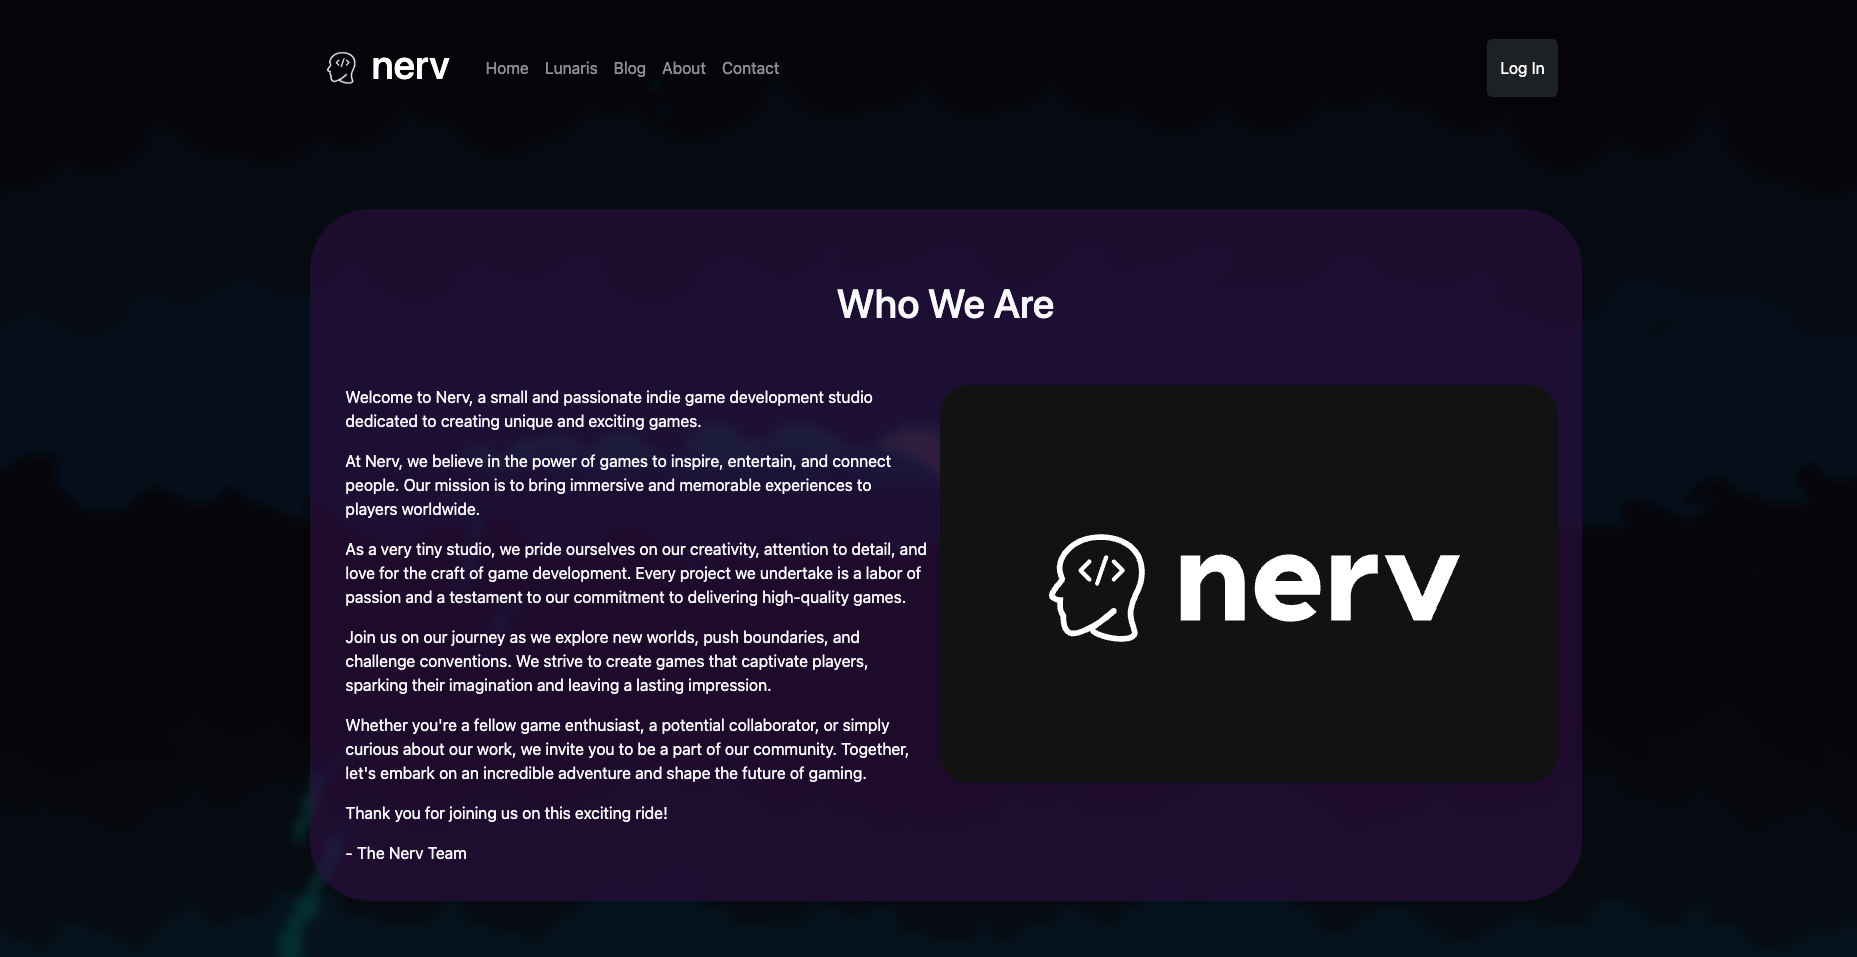 nerv Home Lunaris Blog About Contact Log In
Who We Are
Welcome to Nerv, a small and passionate indie game development studio
dedicated to creating unique and exciting games.
At Nerv, we believe in the power of games to inspire, entertain, and connect
people. Our mission is to bring immersive and memorable experiences to
players worldwide.
As a very tiny studio, we pride ourselves on our creativity, attention to detail, and
love for the craft of game development. Every project we undertake is a labor of
passion and a testament to our commitment to delivering high-quality games.
Join us on our journey as we explore new worlds, push boundaries, and
challenge conventions. We strive to create games that captivate players,
sparking their imagination and leaving a lasting impression.
Whether you're a fellow game enthusiast, a potential collaborator, or simply
curious about our work, we invite you to be a part of our community. Together,
let's embark on an incredible adventure and shape the future of gaming.
Thank you for joining us on this exciting ride!
- The Nerv Team
</> nerv